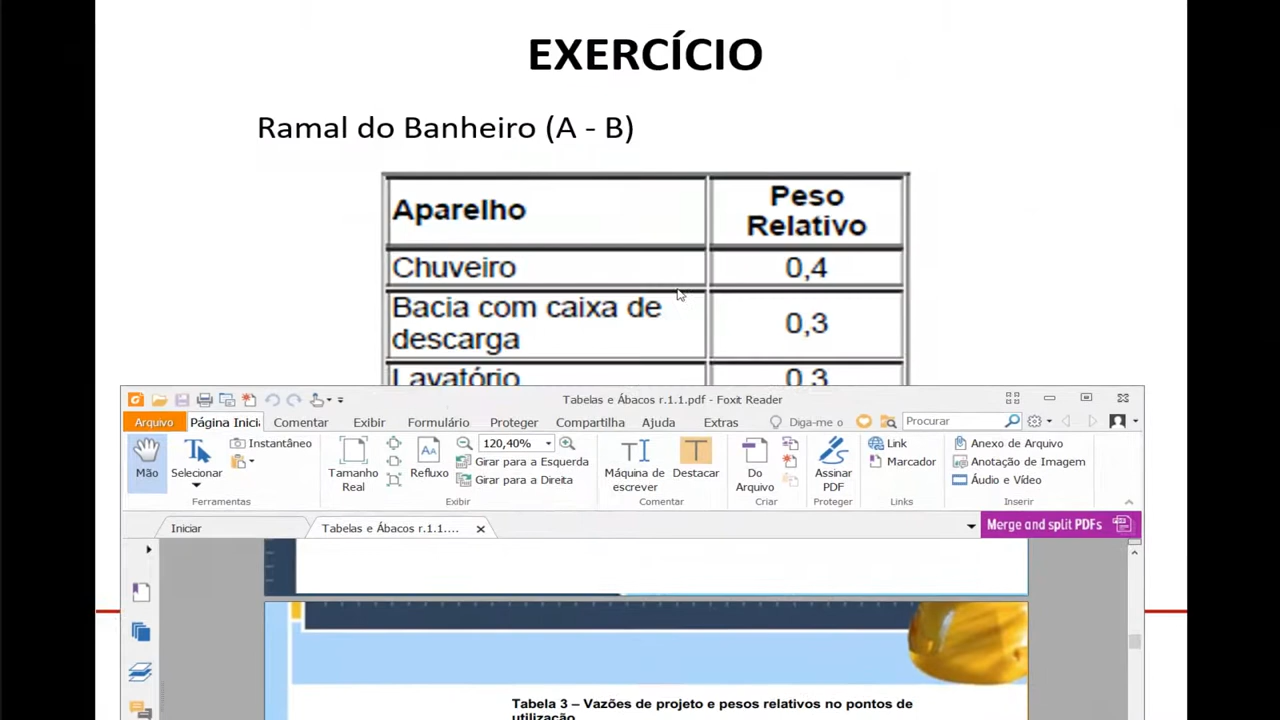 EXERCÍCIO
Ramal do Banheiro (A - B)
Aparelho
Peso
Relativo
Chuveiro
0,4
Bacia com caixa de
descarga
0,3
Lavatório
0,3
Tabelas e Ábacos r.1.1.pdf - Foxit Reader
Arquivo
Página Inici
Comentar
Exibir
Formulário
Proteger
Compartilha
Ajuda
Extras
Diga-me o
Procurar
Mão
Selecionar
Instantâneo
Ferramentas
Tamanho
Real
Refluxo
120,40%
Girar para a Esquerda
Girar para a Direita
Exibir
Máquina de
escrever
Destacar
Comentar
Do
Arquivo
Criar
Assinar
PDF
Proteger
Link
Marcador
Links
Anexo de Arquivo
Anotação de Imagem
Áudio e Vídeo
Inserir
Iniciar
Tabelas e Ábacos r.1.1....
Merge and split PDFs
Tabela 3 – Vazões de projeto e pesos relativos no pontos de
utilização